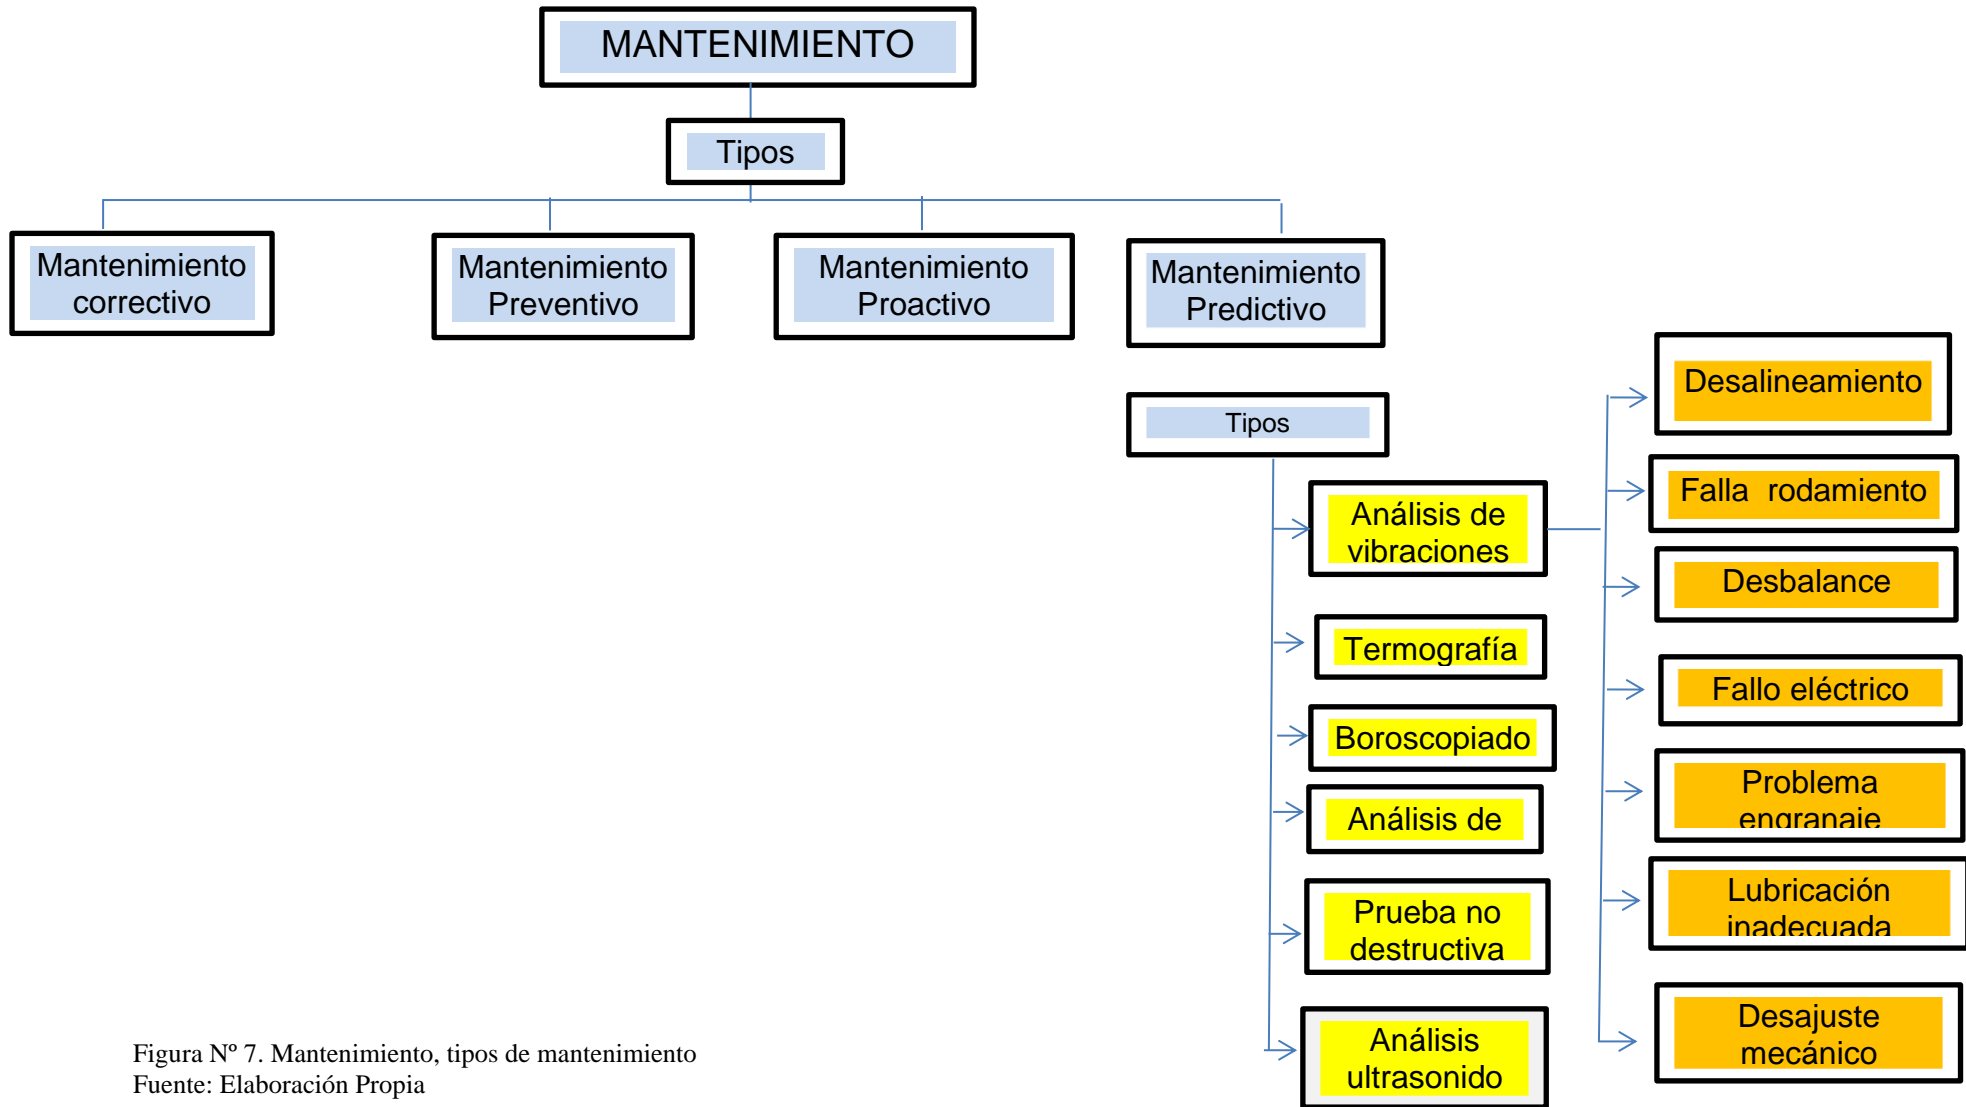 MANTENIMIENTO
Tipos
Mantenimiento
correctivo
Mantenimiento
Preventivo
Mantenimiento
Proactivo
Mantenimiento
Predictivo
Tipos
Análisis de
vibraciones
Termografía
Boroscopiado
Análisis de
Prueba no
destructiva
Análisis
ultrasonido
Desalineamiento
Falla rodamiento
Desbalance
Fallo eléctrico
Problema
engranaje
Lubricación
inadecuada
Desajuste
mecánico
Figura Nº 7. Mantenimiento, tipos de mantenimiento
Fuente: Elaboración Propia